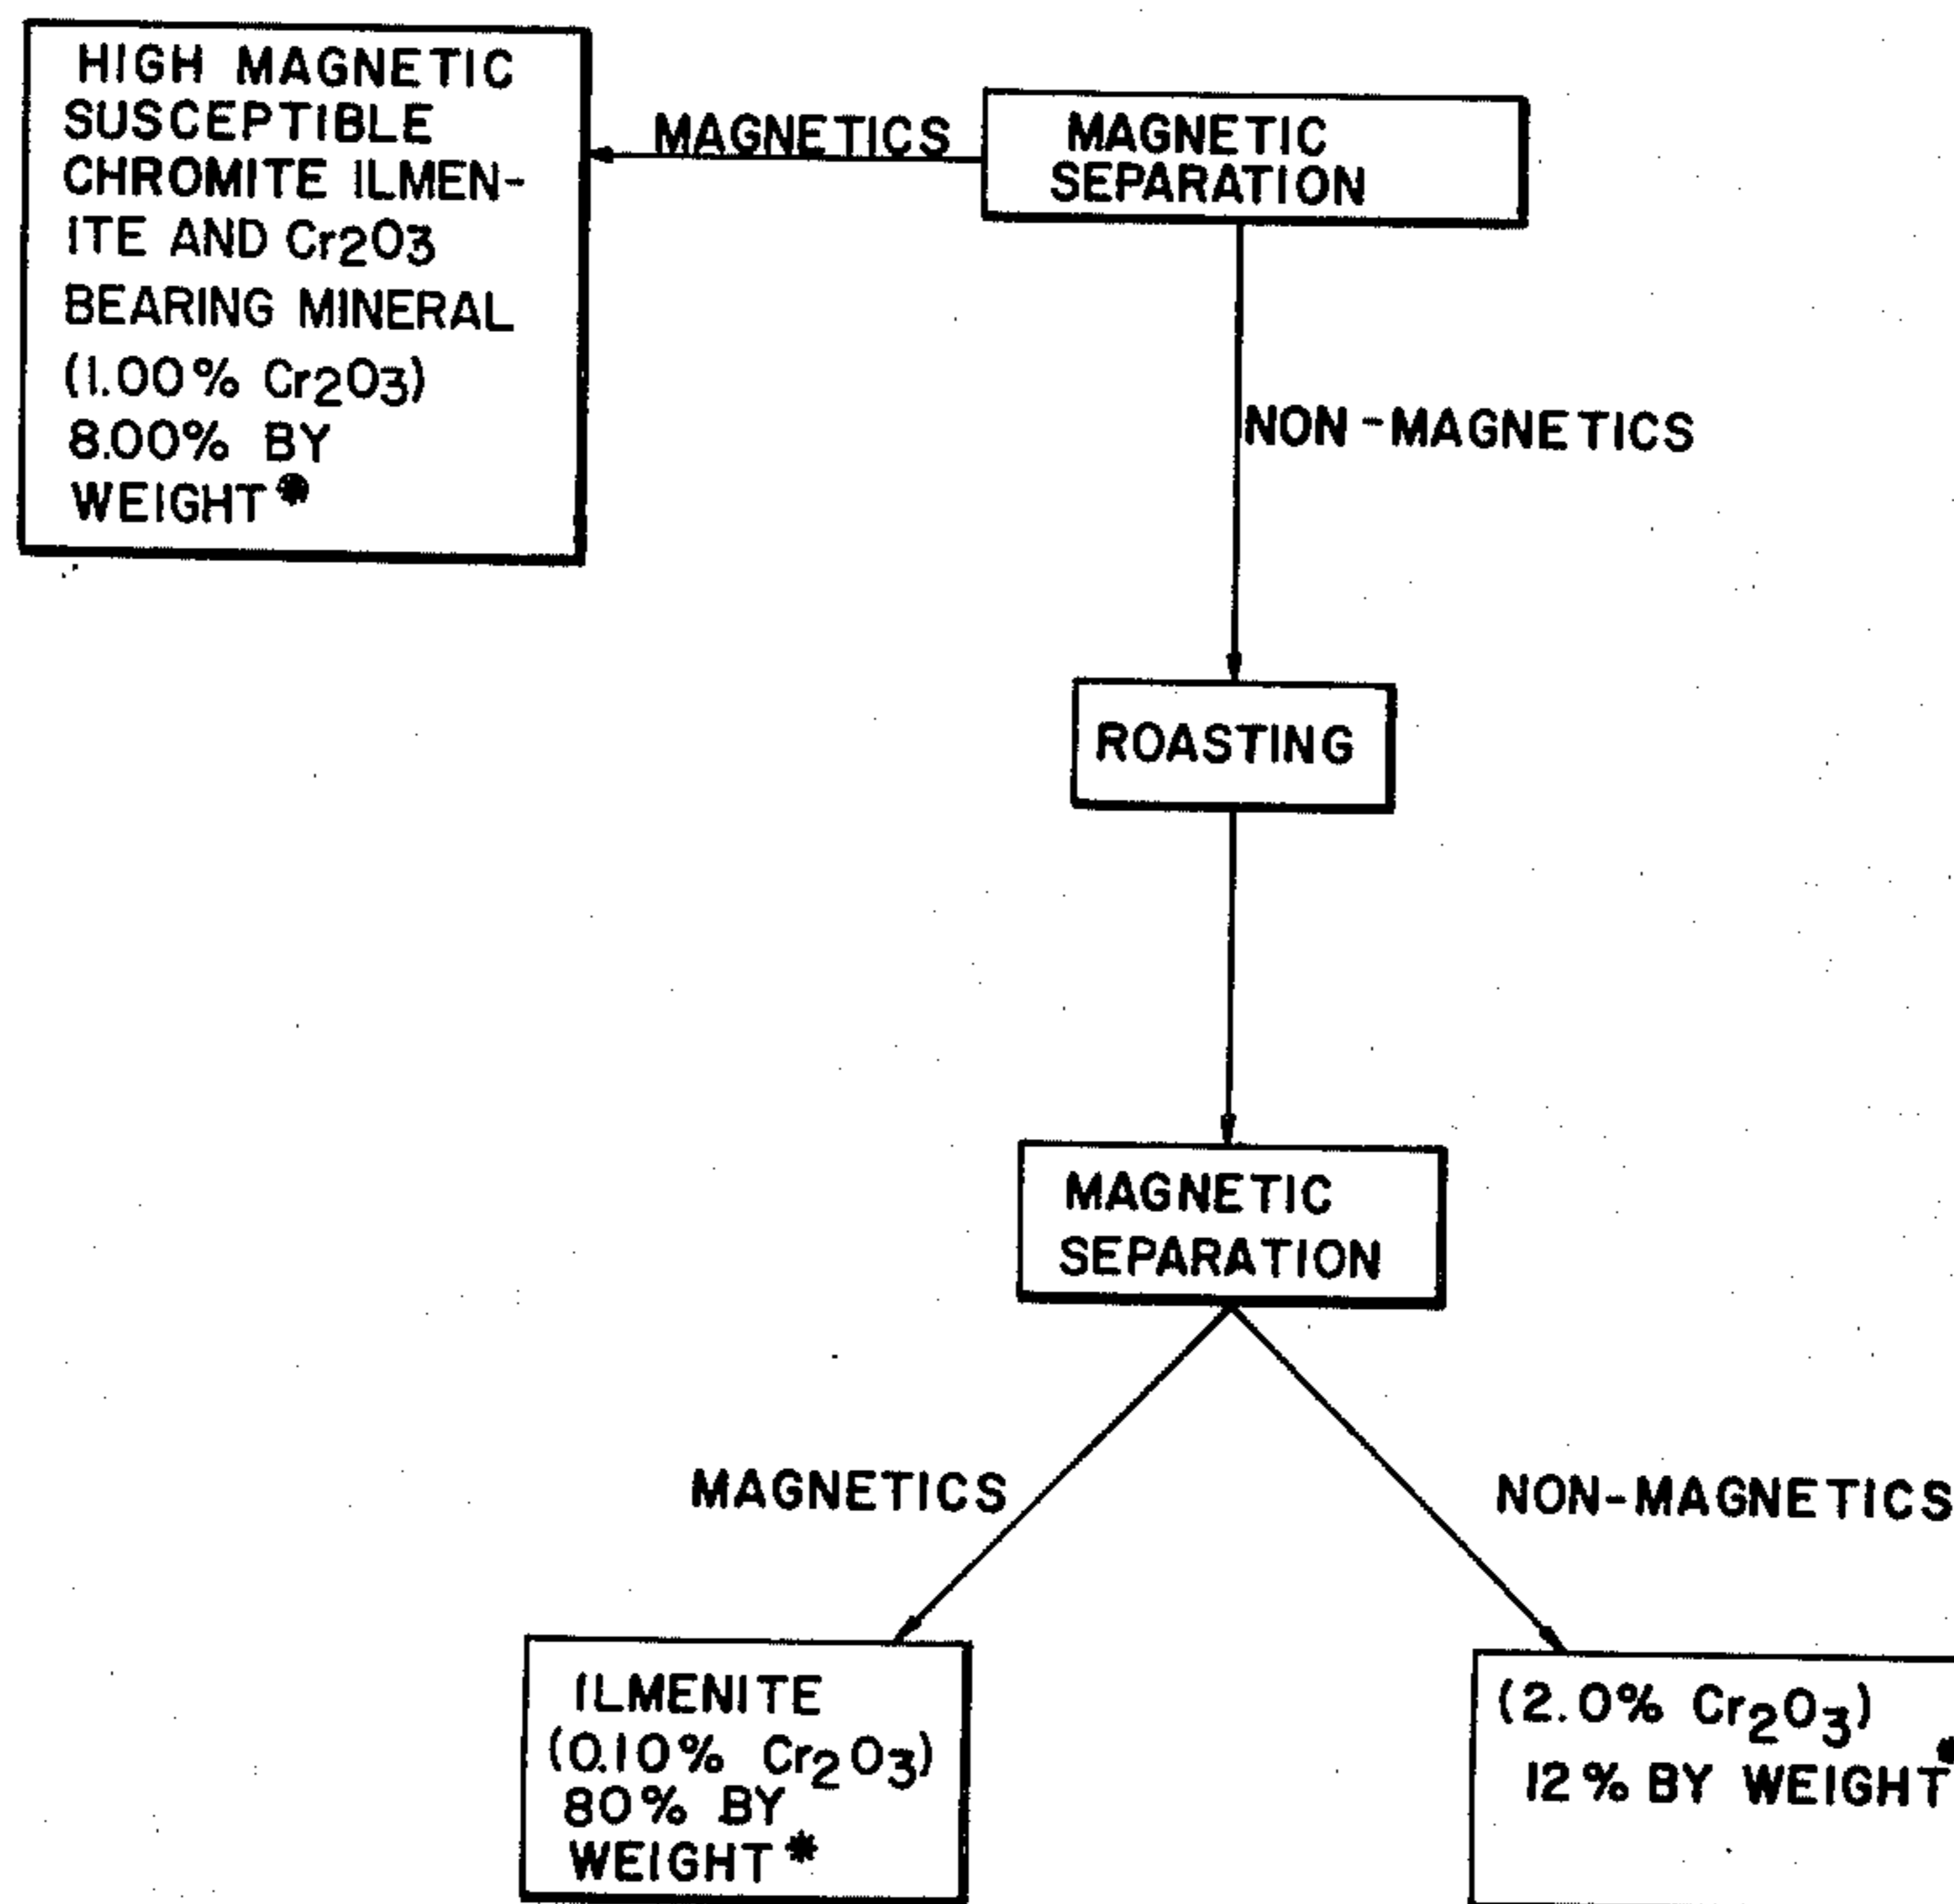 HIGH MAGNETIC
SUSCEPTIBLE
CHROMITE ILMEN-
ITE AND Cr2O3
BEARING MINERAL
(1.00% Cr2O3)
8.00% BY
WEIGHT*
MAGNETICS
MAGNETIC
SEPARATION
NON-MAGNETICS
ROASTING
MAGNETIC
SEPARATION
MAGNETICS
NON-MAGNETICS
ILMENITE
(0.10% Cr2O3)
80% BY
WEIGHT*
(2.0% Cr2O3)
12% BY WEIGHT*